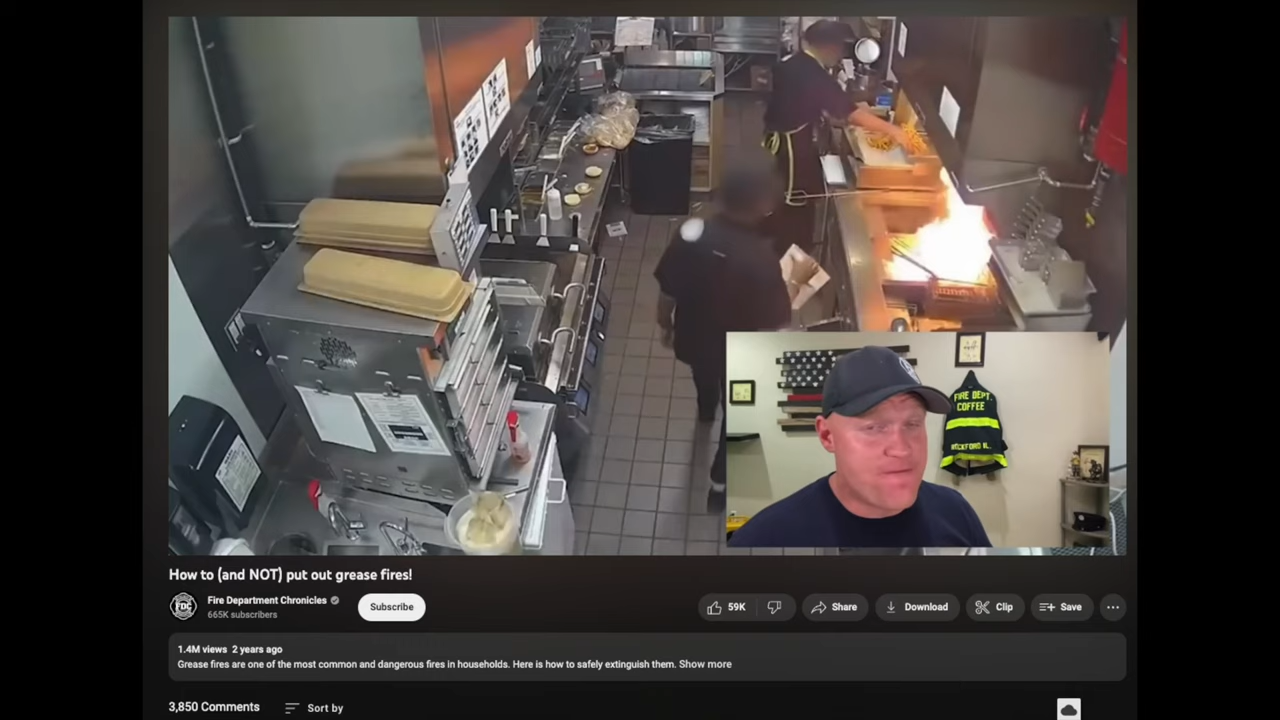 FIRE DEPT.
COFFEE
ROCKFORD IL.
How to (and NOT) put out grease fires!
FDC
Fire Department Chronicles
665K subscribers
Subscribe
59K
Share
Download
Clip
Save
1.4M views 2 years ago
Grease fires are one of the most common and dangerous fires in households. Here is how to safely extinguish them. Show more
3,850 Comments
Sort by